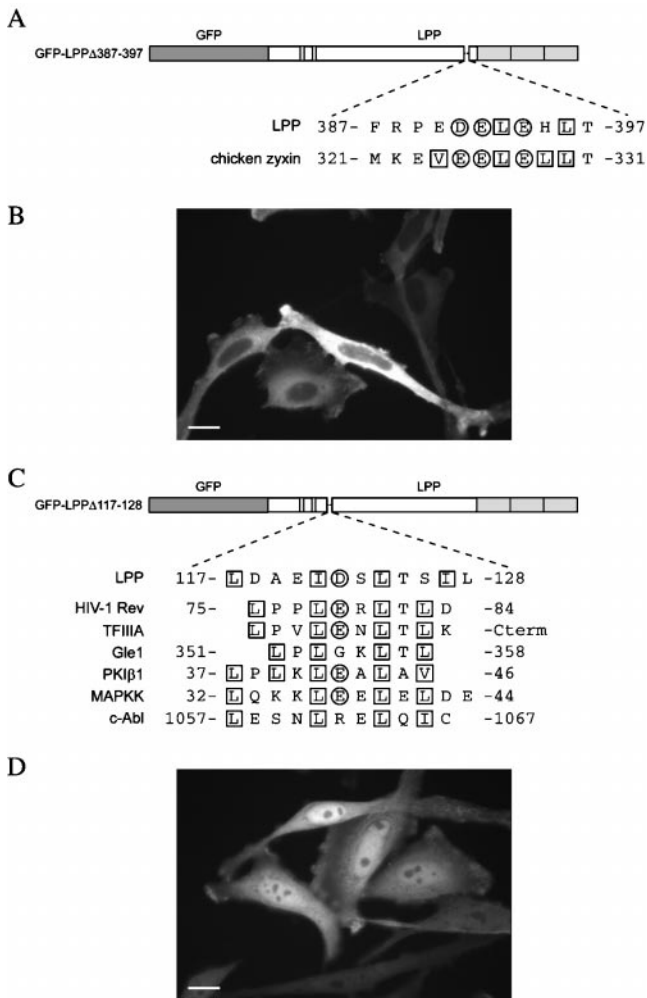 A
GFP LPP
GFP-LPPΔ387-397
LPP 387- F R P E D E L E H L T -397
chicken zyxin 321- M K E V E E L E L L T -331
B
C
GFP LPP
GFP-LPPΔ117-128
LPP 117- L D A E I D S L T S I L -128
HIV-1 Rev 75- L P P L E R L T L D -84
TFIIIA L P V L E N L T L K -Cterm
Gle1 351- L P L G K L T L -358
PKIβ1 37- L P L K L E A L A V -46
MAPKK 32- L Q K K L E E L E L D E -44
c-Abl 1057- L E S N L R E L Q I C -1067
D